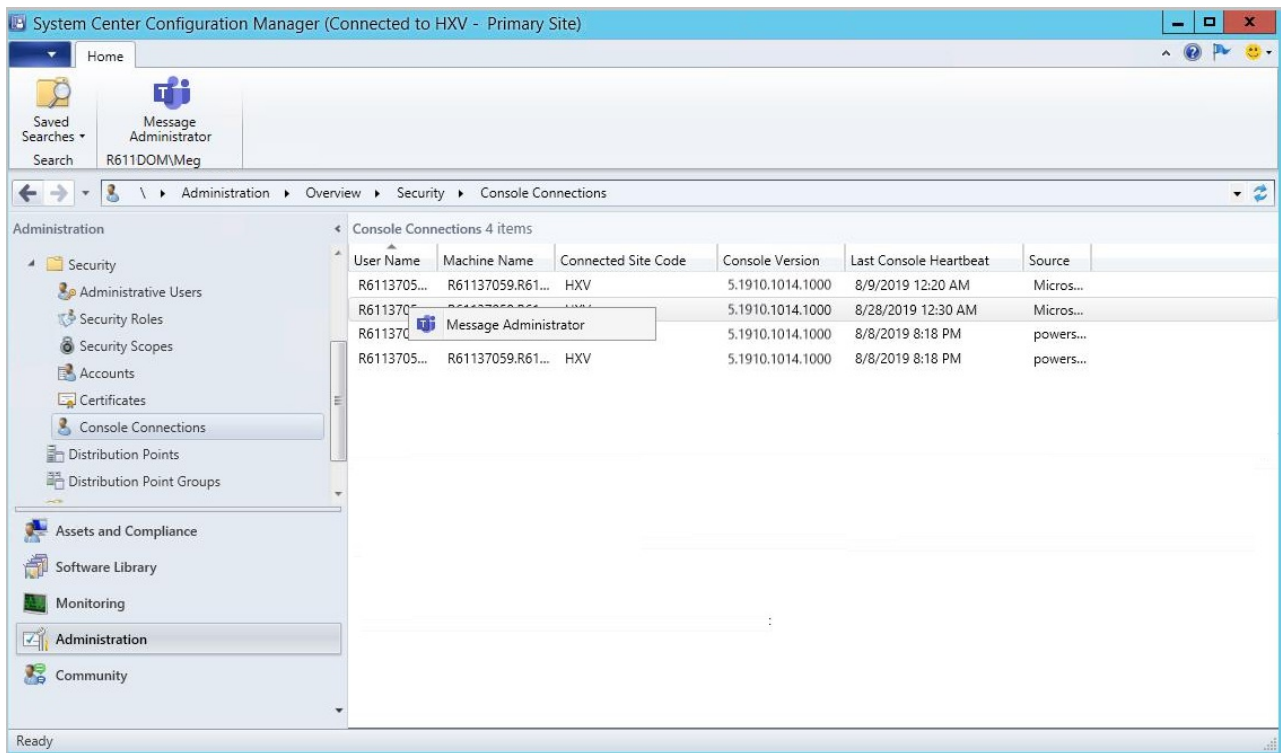 System Center Configuration Manager (Connected to HXV - Primary Site)
Home
Saved Searches
Message Administrator
Search
R611DOM\Meg
\ Administration Overview Security Console Connections
Administration
Console Connections 4 items
Security
Administrative Users
Security Roles
Security Scopes
Accounts
Certificates
Console Connections
Distribution Points
Distribution Point Groups
User Name Machine Name Connected Site Code Console Version Last Console Heartbeat Source
R6113705... R61137059.R61... HXV 5.1910.1014.1000 8/9/2019 12:20 AM Micros...
R611370 5.1910.1014.1000 8/28/2019 12:30 AM Micros...
Message Administrator
R611370 5.1910.1014.1000 8/8/2019 8:18 PM powers...
R6113705... R61137059.R61... HXV 5.1910.1014.1000 8/8/2019 8:18 PM powers...
Assets and Compliance
Software Library
Monitoring
Administration
Community
Ready